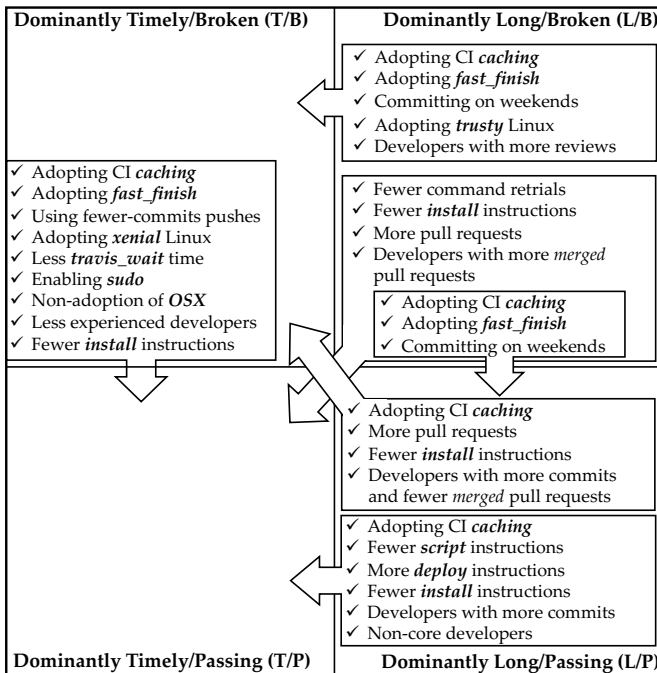 Dominantly Timely/Broken (T/B)
Dominantly Long/Broken (L/B)
✓ Adopting CI caching
✓ Adopting fast_finish
✓ Committing on weekends
✓ Adopting trusty Linux
✓ Developers with more reviews
✓ Adopting CI caching
✓ Adopting fast_finish
✓ Using fewer-commits pushes
✓ Adopting xenial Linux
✓ Less travis_wait time
✓ Enabling sudo
✓ Non-adoption of OSX
✓ Less experienced developers
✓ Fewer install instructions
✓ Fewer command retrials
✓ Fewer install instructions
✓ More pull requests
✓ Developers with more merged
pull requests
✓ Adopting CI caching
✓ Adopting fast_finish
✓ Committing on weekends
✓ Adopting CI caching
✓ More pull requests
✓ Fewer install instructions
✓ Developers with more commits
and fewer merged pull requests
✓ Adopting CI caching
✓ Fewer script instructions
✓ More deploy instructions
✓ Fewer install instructions
✓ Developers with more commits
✓ Non-core developers
Dominantly Timely/Passing (T/P)
Dominantly Long/Passing (L/P)